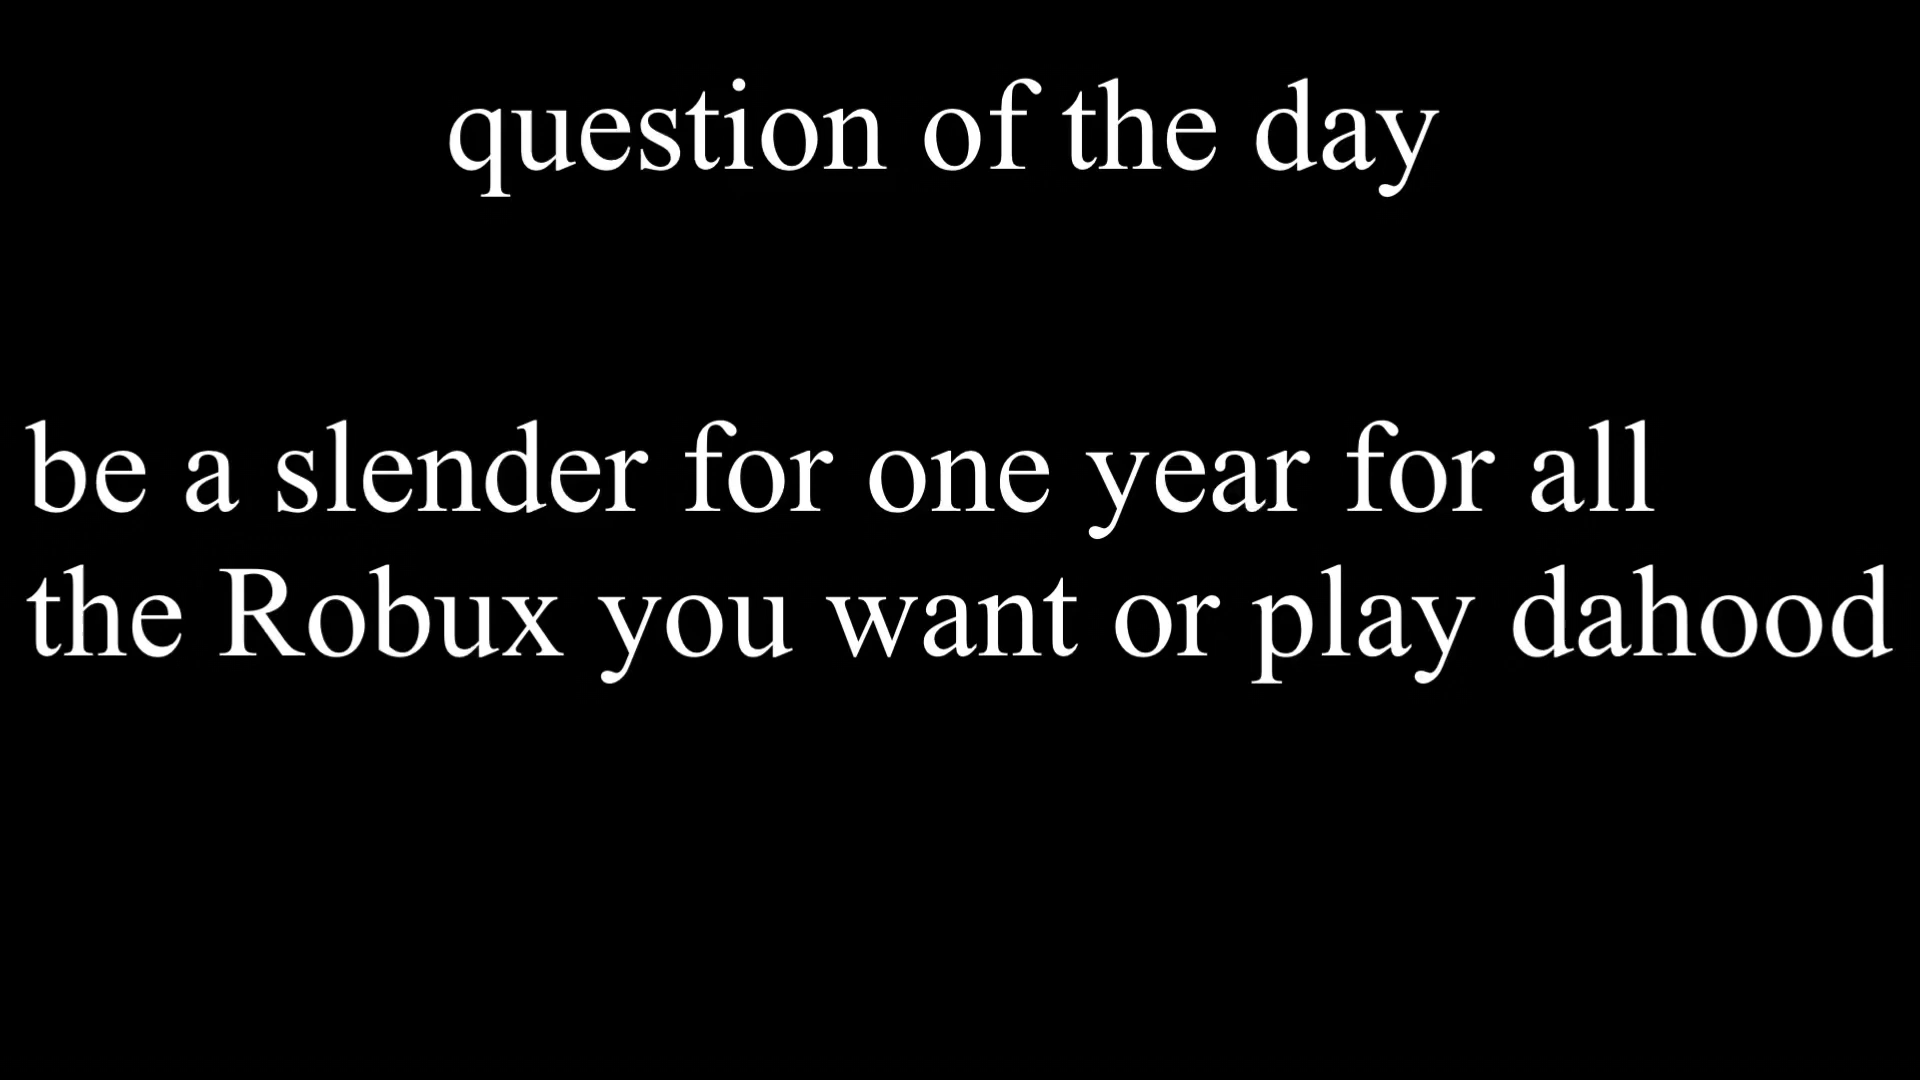 question of the day
be a slender for one year for all
the Robux you want or play dahood